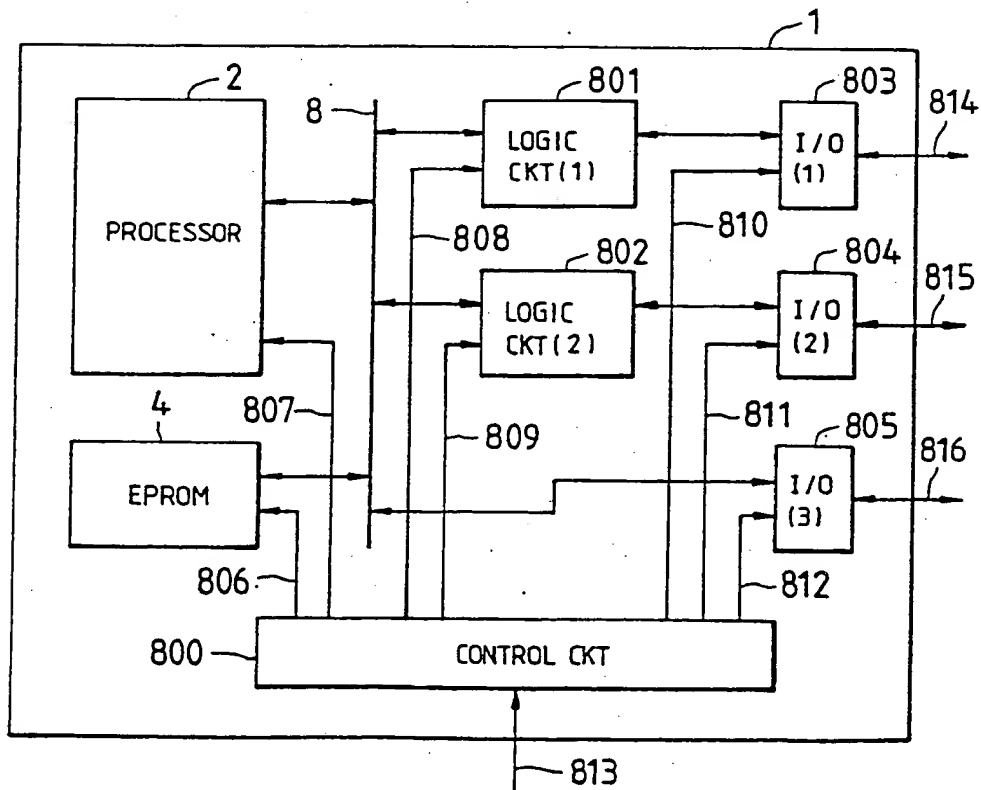 1
2
8
801
803
814
PROCESSOR
LOGIC
CKT(1)
I/O
(1)
808
810
802
804
815
LOGIC
CKT(2)
I/O
(2)
4
807
809
811
805
816
EPROM
I/O
(3)
806
812
800
CONTROL CKT
813